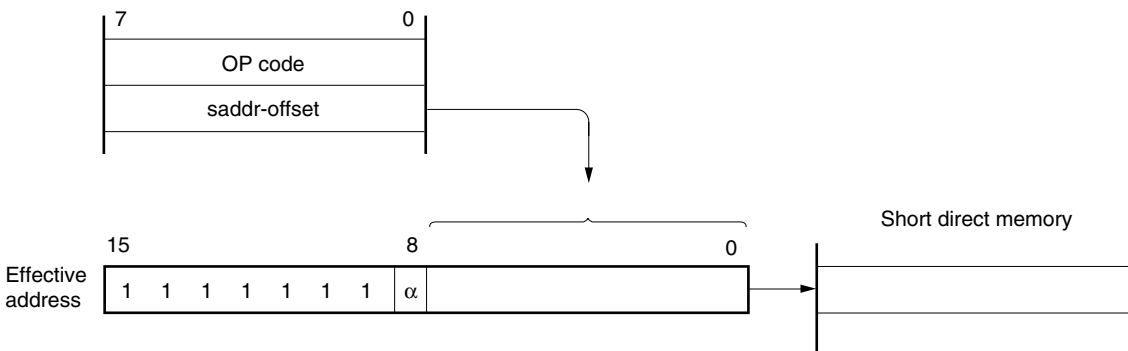 7 0
OP code
saddr-offset
Short direct memory
15 8 0
Effective
address
1 1 1 1 1 1 1 α